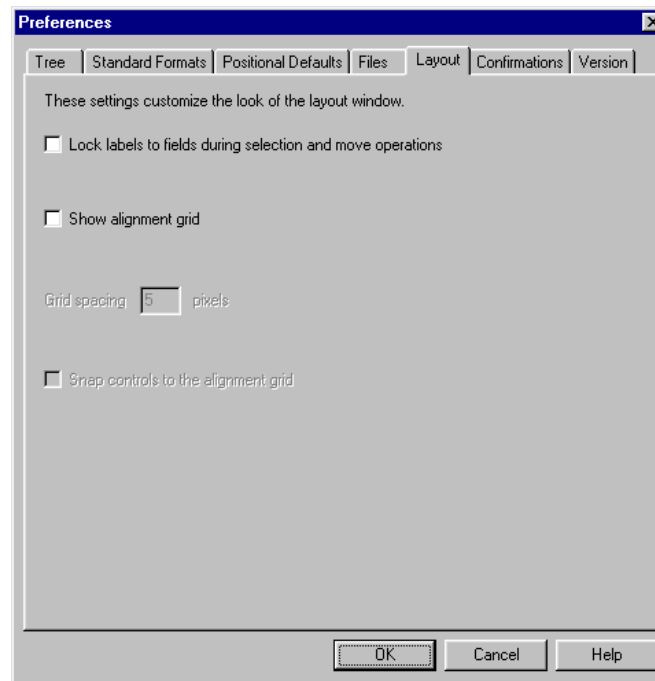 Preferences
Tree Standard Formats Positional Defaults Files Layout Confirmations Version
These settings customize the look of the layout window.
Lock labels to fields during selection and move operations
Show alignment grid
Grid spacing 5 pixels
Snap controls to the alignment grid
OK Cancel Help